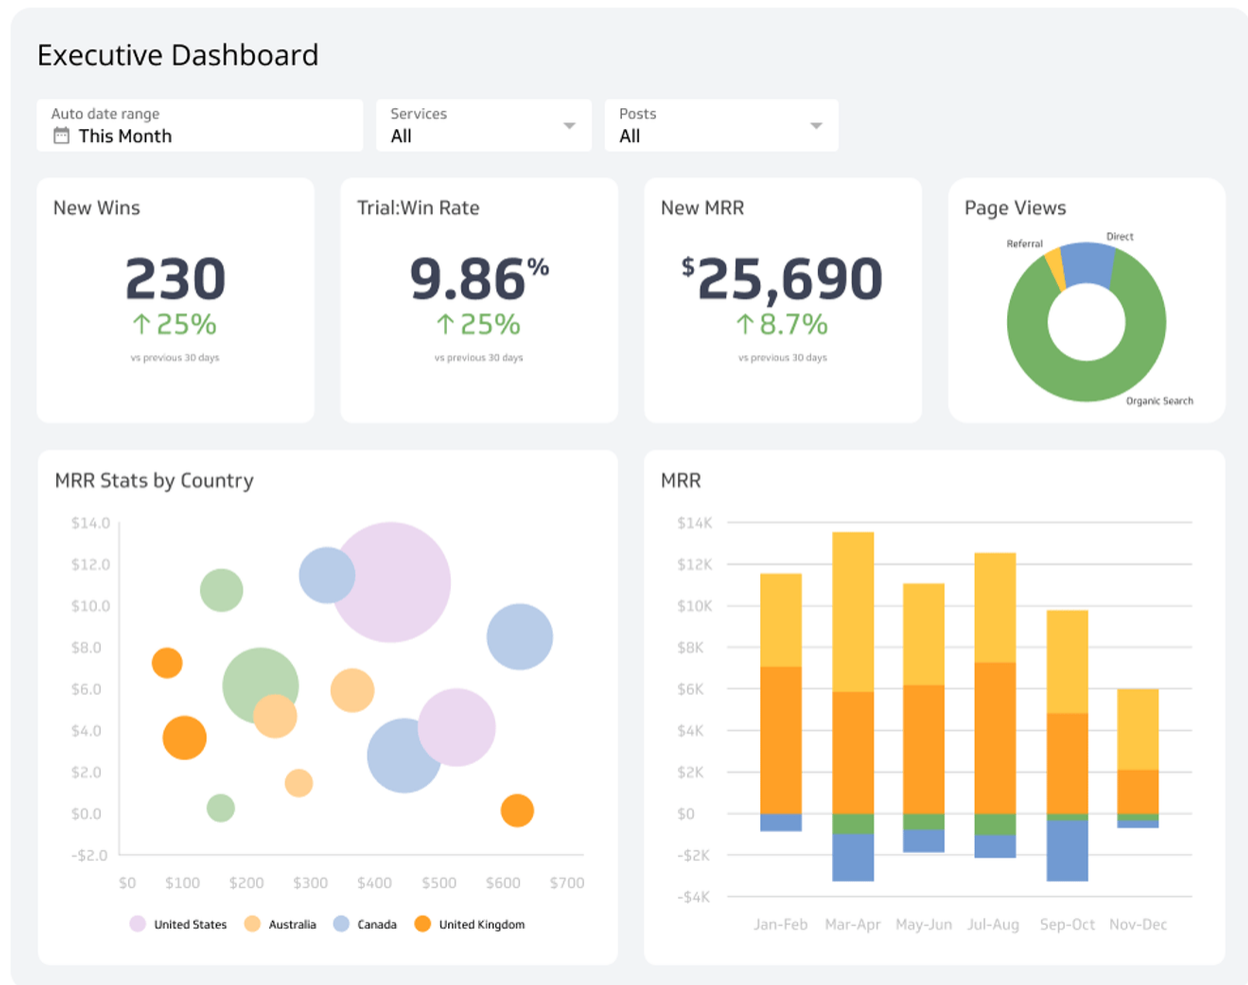 Executive Dashboard
Auto date range
This Month
Services
All
Posts
All
New Wins
230
↑25%
vs previous 30 days
Trial:Win Rate
9.86%
↑25%
vs previous 30 days
New MRR
$25,690
↑8.7%
vs previous 30 days
Page Views
Referral
Direct
Organic Search
MRR Stats by Country
$14.0
$12.0
$10.0
$8.0
$6.0
$4.0
$2.0
$0.0
-$2.0
$0 $100 $200 $300 $400 $500 $600 $700
United States Australia Canada United Kingdom
MRR
$14K
$12K
$10K
$8K
$6K
$4K
$2K
$0
-$2K
-$4K
Jan-Feb Mar-Apr May-Jun Jul-Aug Sep-Oct Nov-Dec